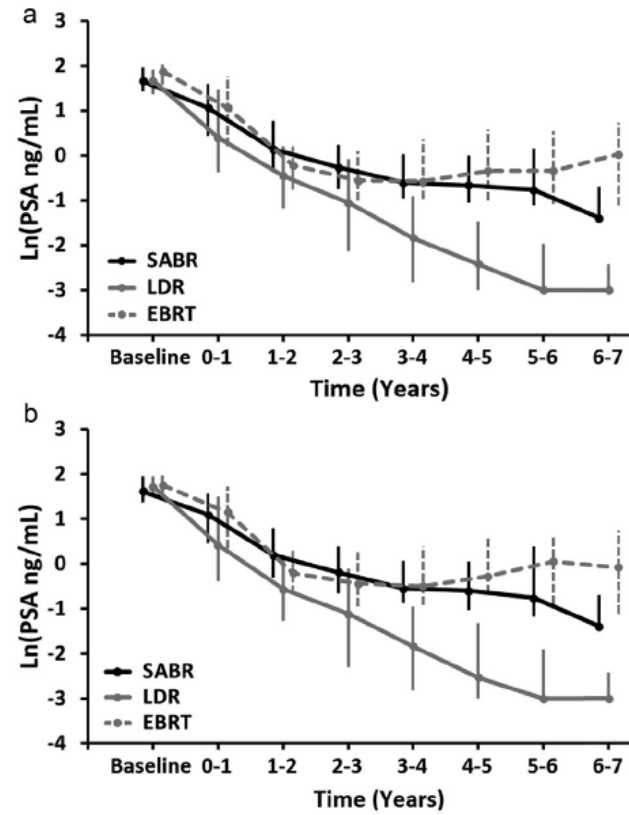 a
3
2
1
0
-1
-2
-3
-4
Ln(PSA ng/mL)
SABR
LDR
EBRT
Baseline 0-1 1-2 2-3 3-4 4-5 5-6 6-7
Time (Years)
b
3
2
1
0
-1
-2
-3
-4
Ln(PSA ng/mL)
SABR
LDR
EBRT
Baseline 0-1 1-2 2-3 3-4 4-5 5-6 6-7
Time (Years)